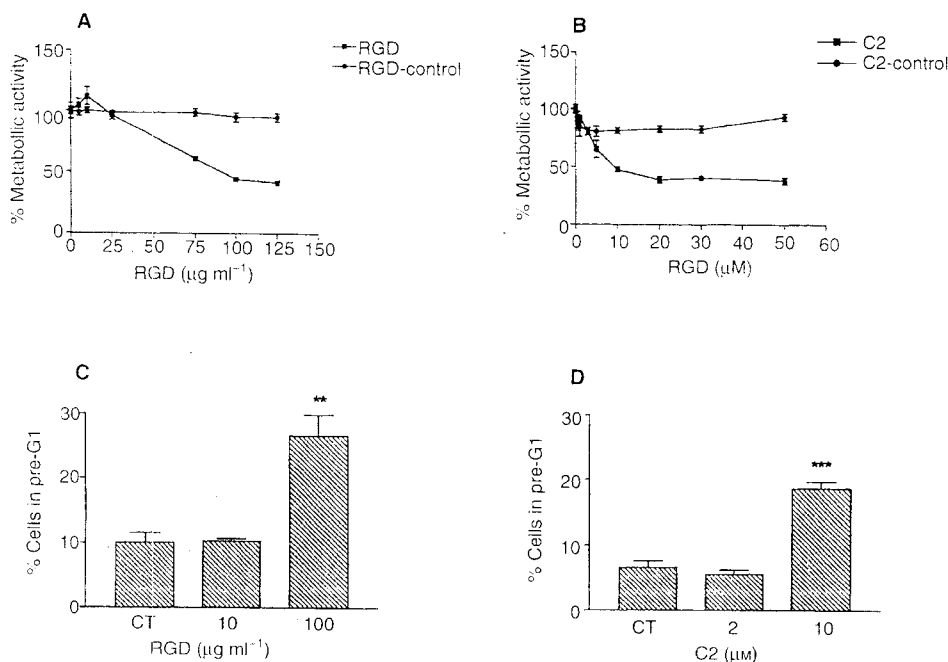 A
150
100
50
0
% Metabollic activity
0 25 50 75 100 125 150
RGD (μg ml⁻¹)
RGD
RGD-control
B
150
100
50
0
% Metabolic activity
0 10 20 30 40 50 60
RGD (μM)
C2
C2-control
C
30
20
10
0
% Cells in pre-G1
**
CT 10 100
RGD (μg ml⁻¹)
D
30
20
10
0
% Cells in pre-G1
***
CT 2 10
C2 (μM)